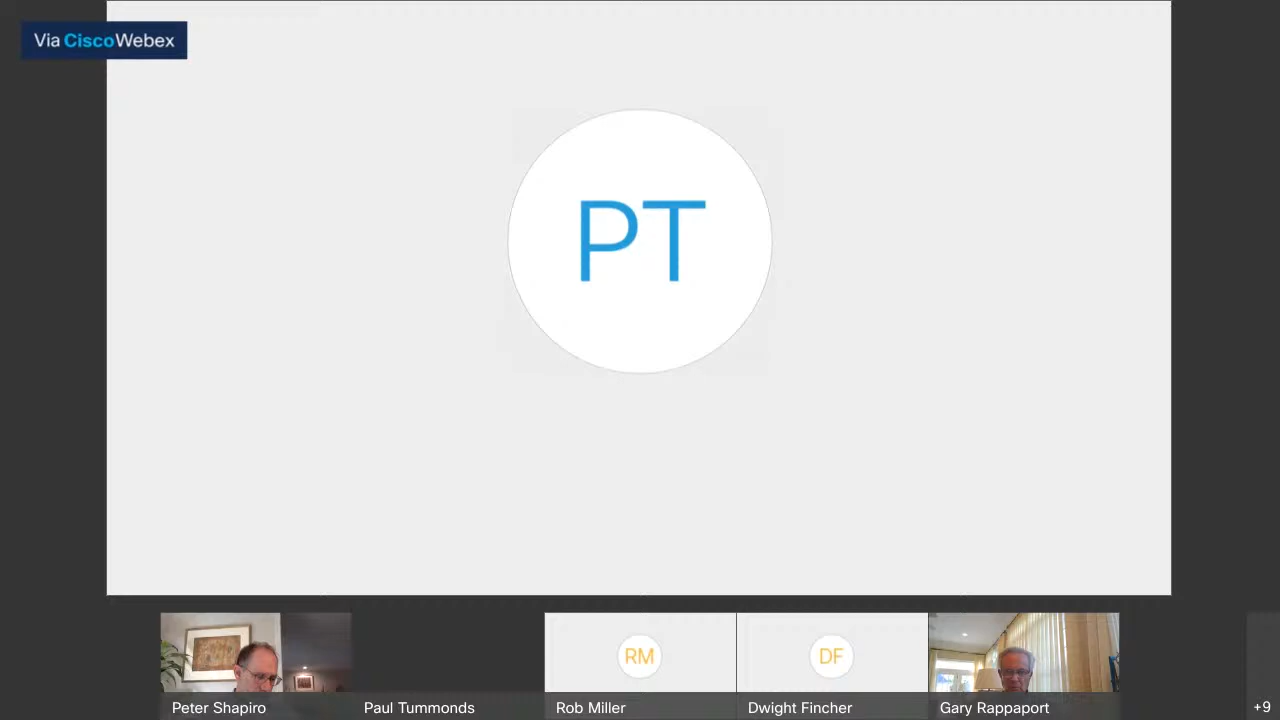 Via CiscoWebex
PT
RM
DF
Peter Shapiro
Paul Tummonds
Rob Miller
Dwight Fincher
Gary Rappaport
+9